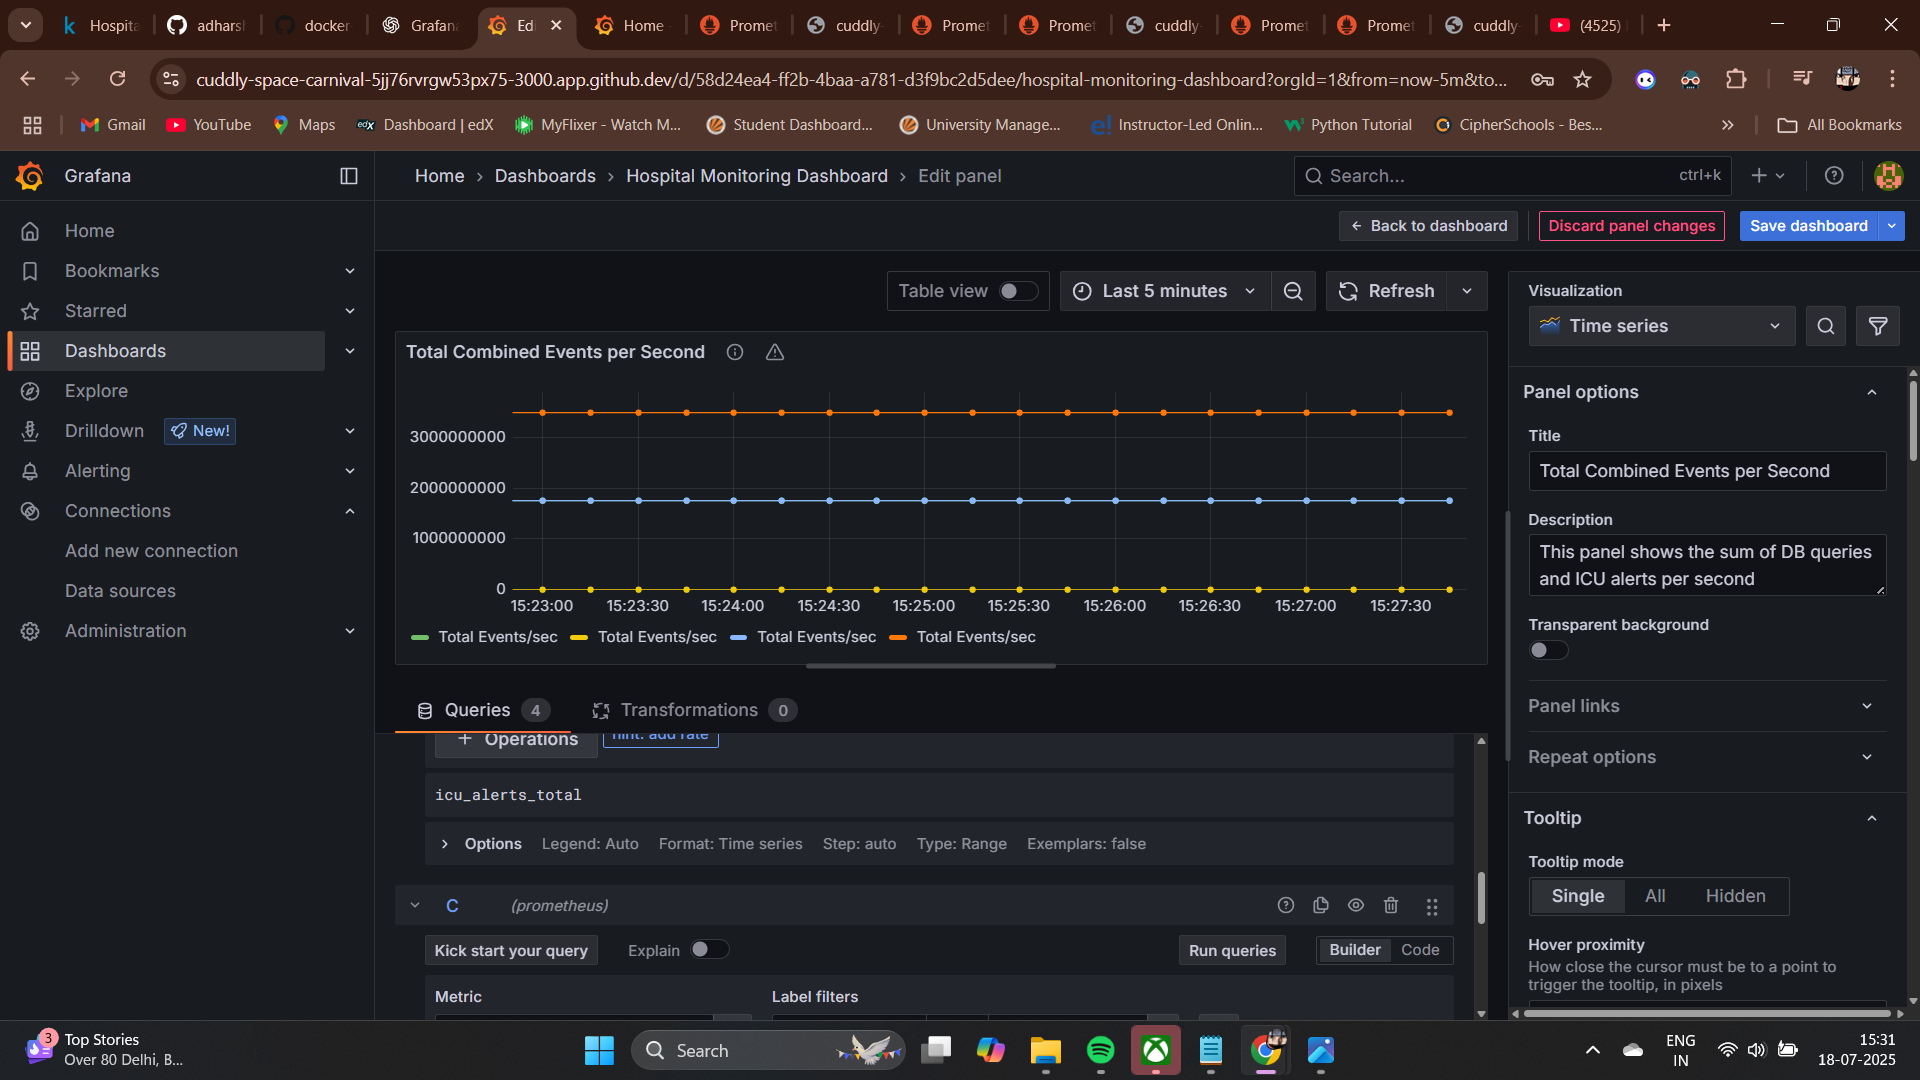 Hospita
adharsh
docker
Grafana
Edi
Home -
Promet
cuddly-
Promet
Promet
cuddly-
Promet
Promet
cuddly-
(4525)
cuddly-space-carnival-5jj76rvrgw53px75-3000.app.github.dev/d/58d24ea4-ff2b-4baa-a781-d3f9bc2d5dee/hospital-monitoring-dashboard?orgId=1&from=now-5m&to...
Gmail
YouTube
Maps
edX Dashboard | edX
MyFlixer - Watch M...
Student Dashboard...
University Manage...
e! Instructor-Led Onlin...
Python Tutorial
CipherSchools - Bes...
»
All Bookmarks
Grafana
Home › Dashboards › Hospital Monitoring Dashboard › Edit panel
Search...
ctrl+k
Back to dashboard
Discard panel changes
Save dashboard
Home
Bookmarks
Starred
Dashboards
Explore
Drilldown
New!
Alerting
Connections
Add new connection
Data sources
Administration
Table view
Last 5 minutes
Refresh
Total Combined Events per Second
3000000000
2000000000
1000000000
0
15:23:00
15:23:30
15:24:00
15:24:30
15:25:00
15:25:30
15:26:00
15:26:30
15:27:00
15:27:30
Total Events/sec
Total Events/sec
Total Events/sec
Total Events/sec
Queries 4
Transformations 0
+ Operations
hint: add rate
icu_alerts_total
Options
Legend: Auto
Format: Time series
Step: auto
Type: Range
Exemplars: false
C
(prometheus)
Kick start your query
Explain
Run queries
Builder
Code
Metric
Label filters
Visualization
Time series
Panel options
Title
Total Combined Events per Second
Description
This panel shows the sum of DB queries
and ICU alerts per second
Transparent background
Panel links
Repeat options
Tooltip
Tooltip mode
Single
All
Hidden
Hover proximity
How close the cursor must be to a point to
trigger the tooltip, in pixels
3
Top Stories
Over 80 Delhi, B...
Search
ENG
IN
15:31
18-07-2025